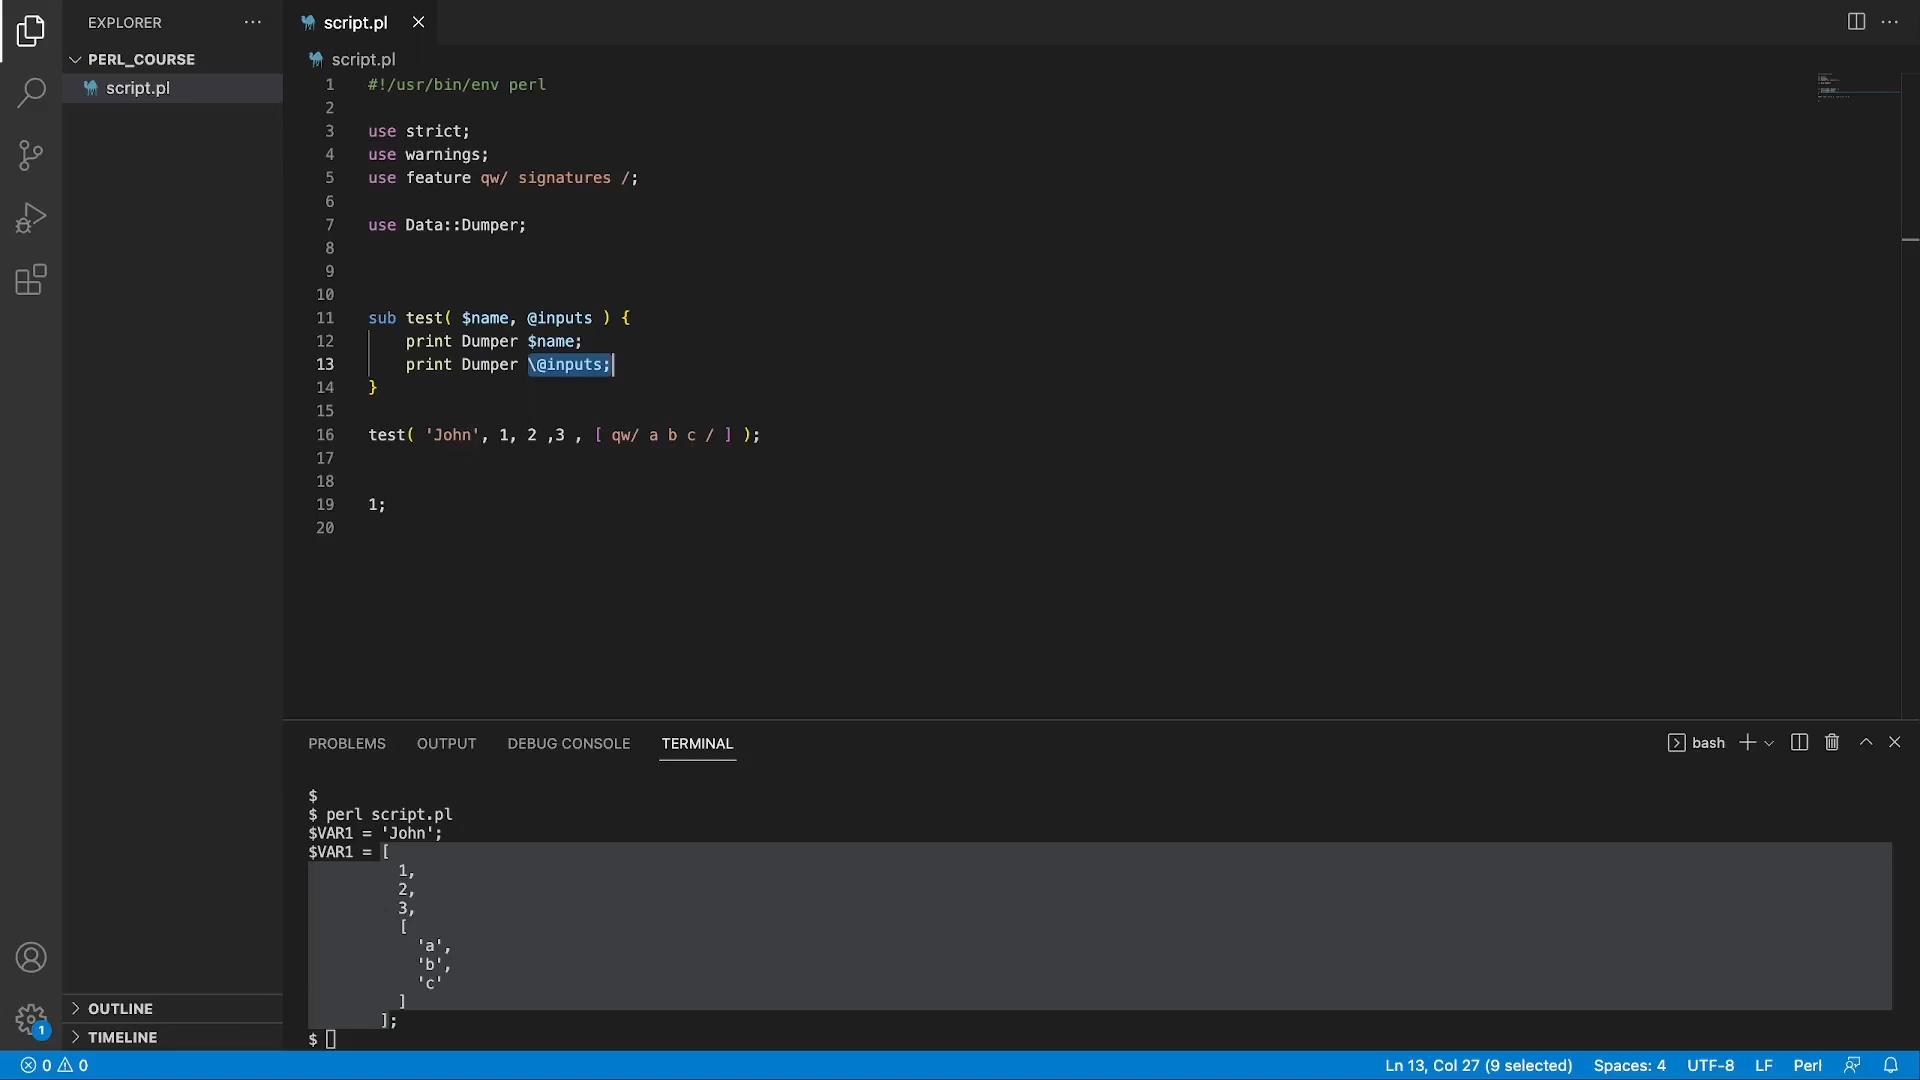 EXPLORER
PERL_COURSE
script.pl
OUTLINE
TIMELINE
script.pl
script.pl
1 #!/usr/bin/env perl
2
3 use strict;
4 use warnings;
5 use feature qw/ signatures /;
6
7 use Data::Dumper;
8
9
10
11 sub test( $name, @inputs ) {
12     print Dumper $name;
13     print Dumper \@inputs;
14 }
15
16 test( 'John', 1, 2 ,3 , [ qw/ a b c / ] );
17
18
19 1;
20
PROBLEMS OUTPUT DEBUG CONSOLE TERMINAL
bash
$
$ perl script.pl
$VAR1 = 'John';
$VAR1 = [
          1,
          2,
          3,
          [
            'a',
            'b',
            'c'
          ]
        ];
$
1
0 0
Ln 13, Col 27 (9 selected) Spaces: 4 UTF-8 LF Perl